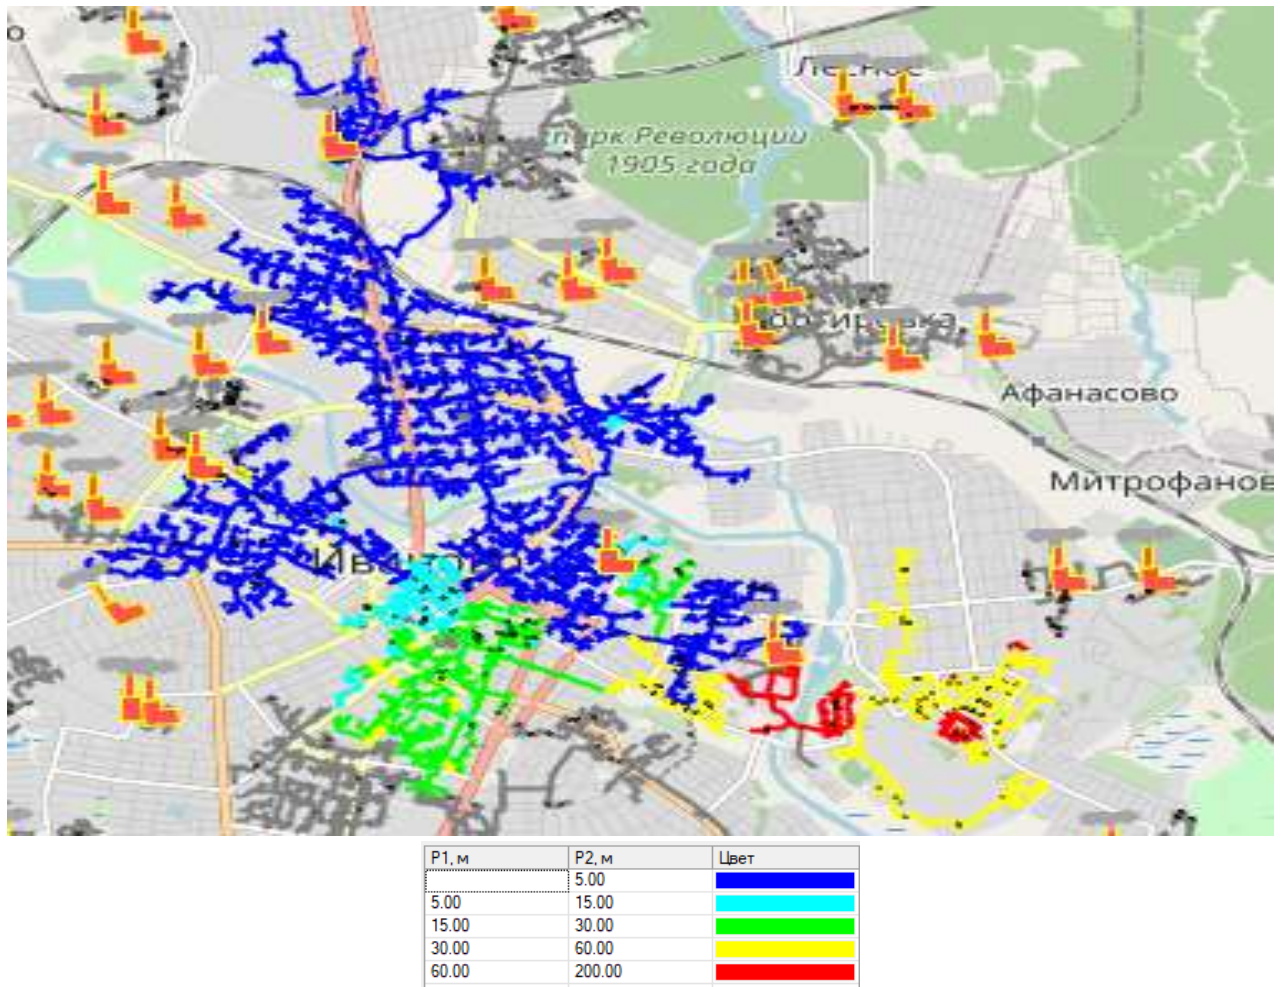 о
парк Революции
1905 года
Афанасово
Митрофанов
Иваново
P1, м P2, м Цвет
5.00
5.00 15.00
15.00 30.00
30.00 60.00
60.00 200.00